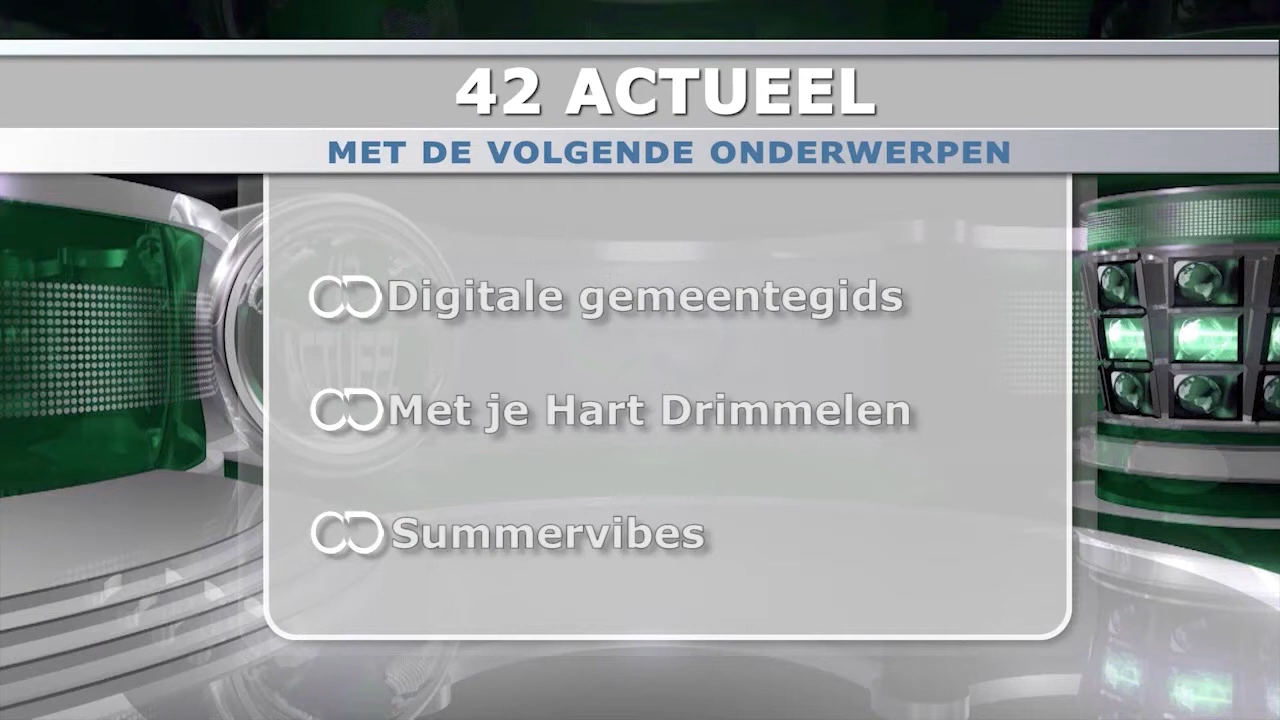 42 ACTUEEL
MET DE VOLGENDE ONDERWERPEN
Digitale gemeentegids
Met je Hart Drimmelen
Summervibes